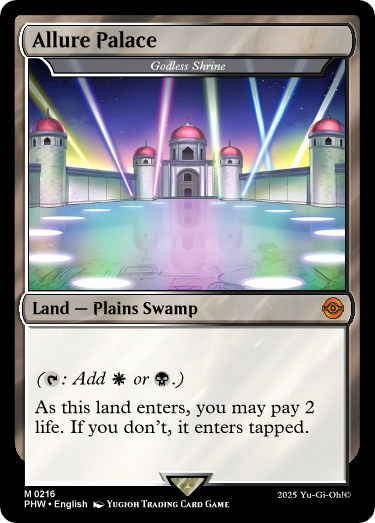 Allure Palace
Godless Shrine
Land — Plains Swamp
(: Add or .)
As this land enters, you may pay 2
life. If you don't, it enters tapped.
M 0216
PHW • English YUGIOH TRADING CARD GAME
2025 Yu-Gi-Oh!©